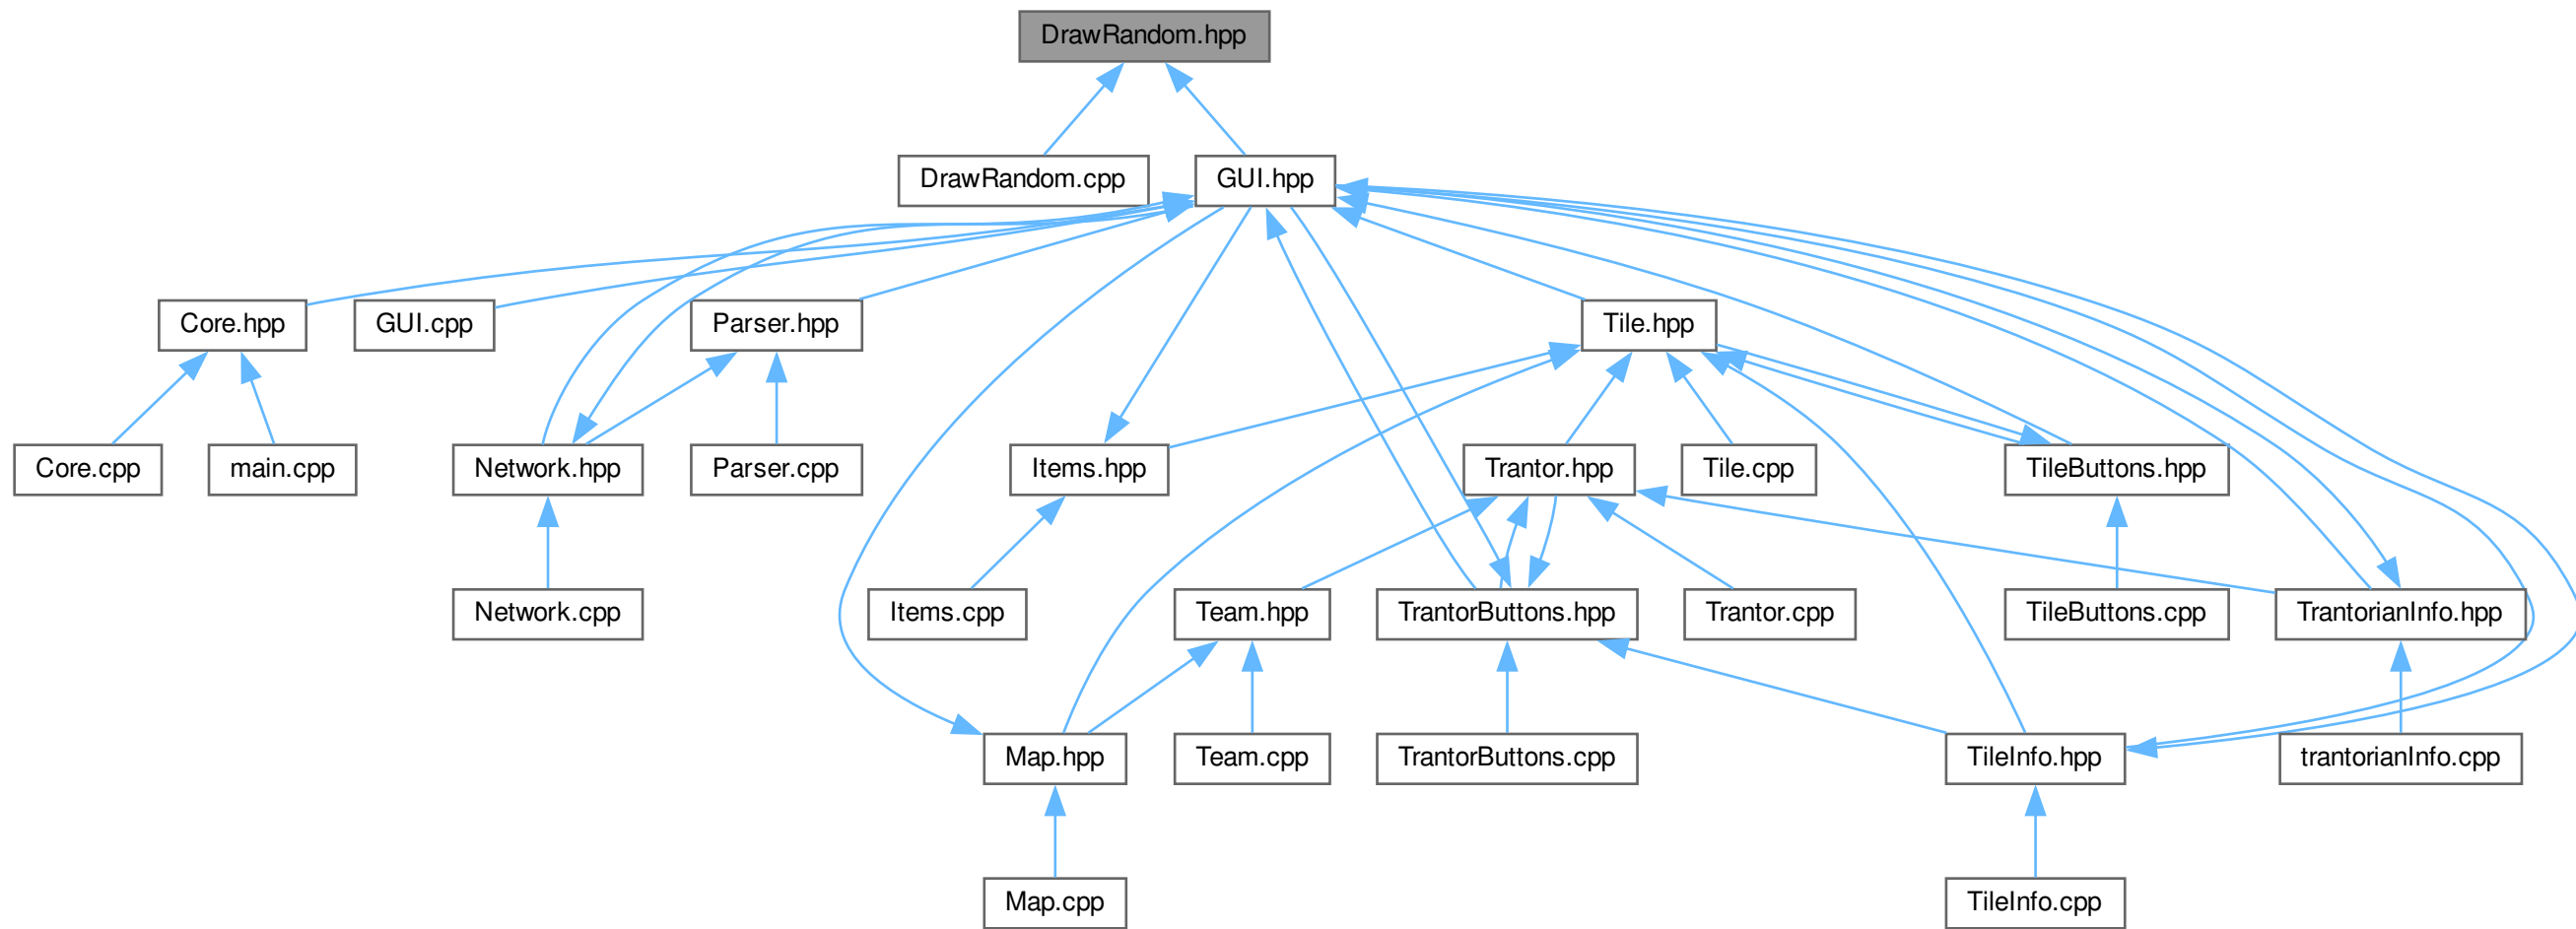 DrawRandom.hpp
DrawRandom.cpp
GUI.hpp
Core.hpp
GUI.cpp
Parser.hpp
Tile.hpp
Core.cpp
main.cpp
Network.hpp
Parser.cpp
Items.hpp
Trantor.hpp
Tile.cpp
TileButtons.hpp
Network.cpp
Items.cpp
Team.hpp
TrantorButtons.hpp
Trantor.cpp
TileButtons.cpp
TrantorianInfo.hpp
Map.hpp
Team.cpp
TrantorButtons.cpp
TileInfo.hpp
trantorianInfo.cpp
Map.cpp
TileInfo.cpp